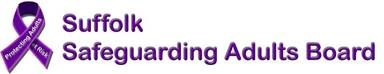 Suffolk
Safeguarding Adults Board
Protecting Adults
at Risk